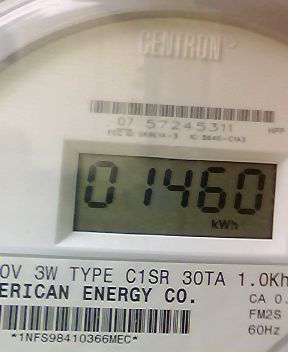 CENTRON
07 57245311
HPP
01460
kWh
0V 3W TYPE C1SR 30TA 1.0Kh
ERICAN ENERGY CO.
CA 0.
FM2S
60Hz
*1NFS98410366MEC*